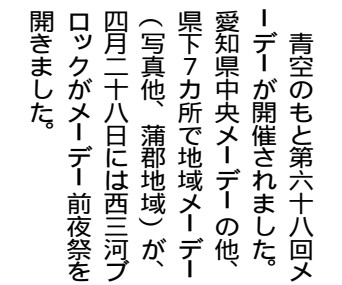 青空のもと第六十八回メ
ーデーが開催されました。
愛知県中央メーデーの他、
県下7カ所で地域メーデー
（写真他、蒲郡地域）が、
四月二十八日には西三河ブ
ロックがメーデー前夜祭を
開きました。